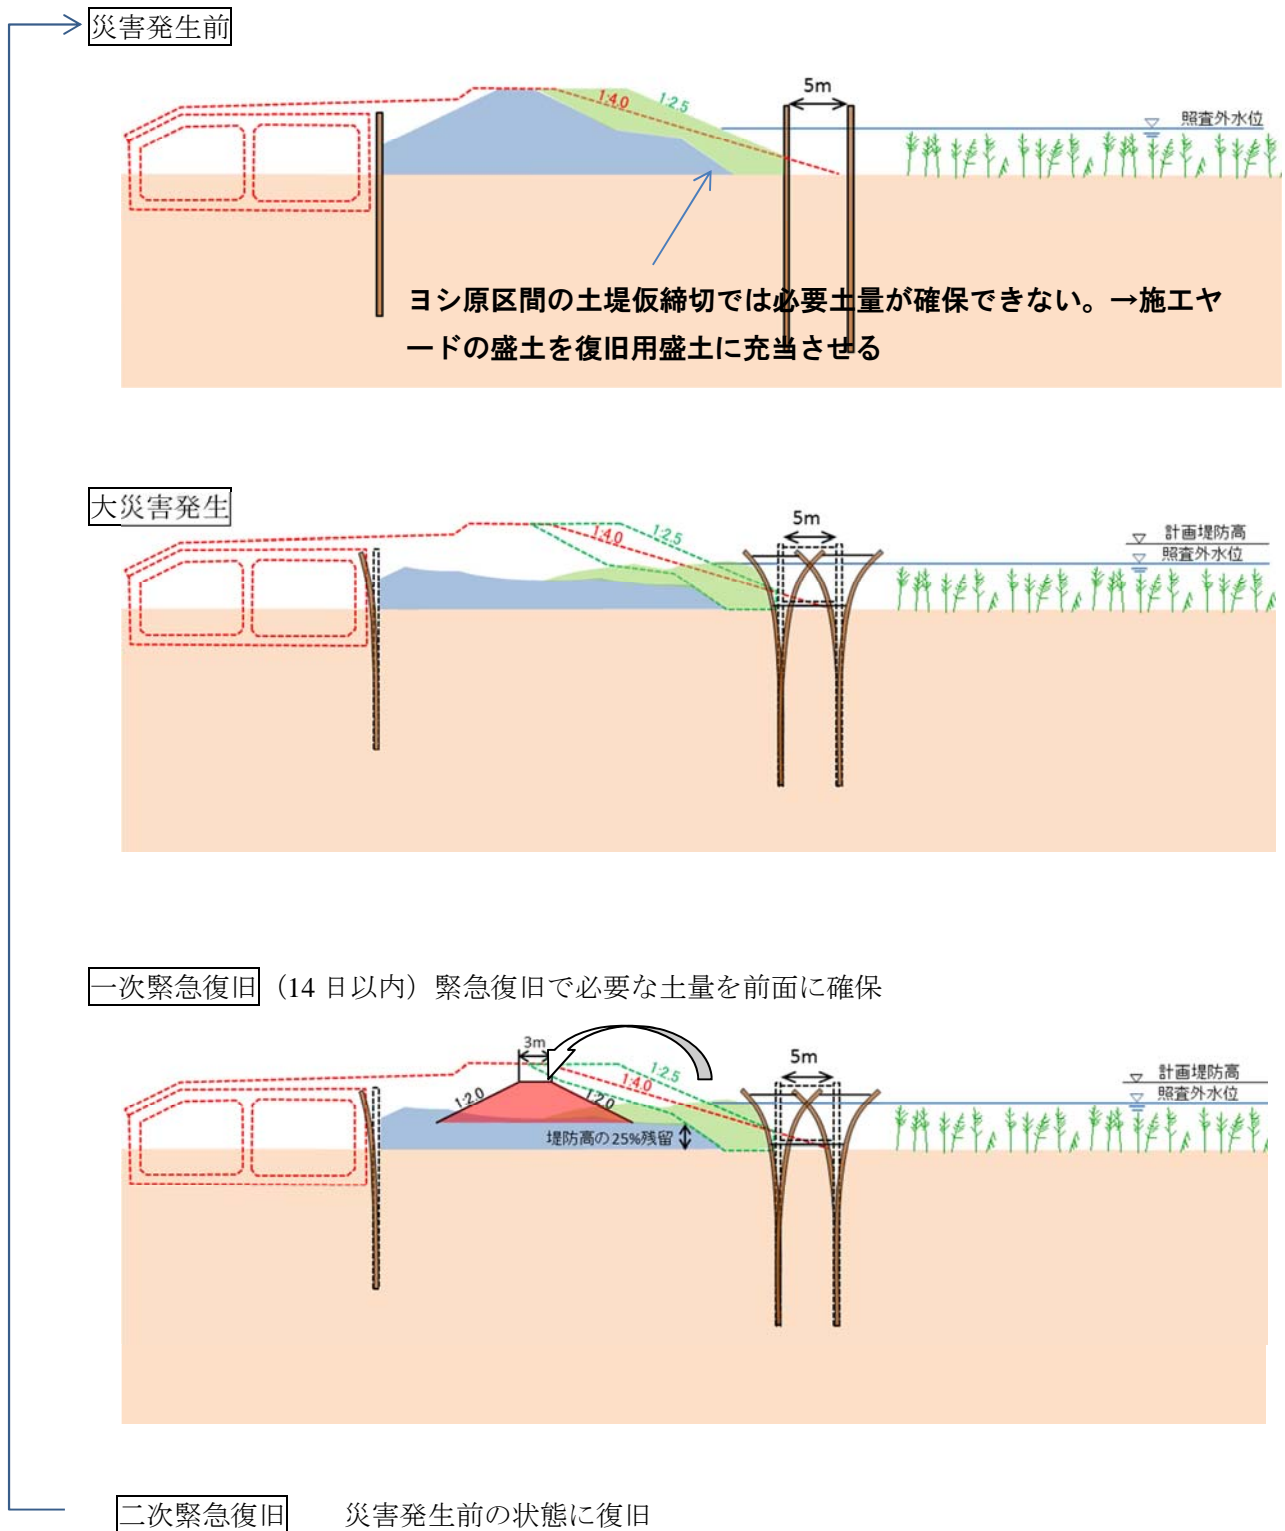 災害発生前
5m
1:4.0
1:2.5
照査外水位
ヨシ原区間の土堤仮締切では必要土量が確保できない。→施工ヤ
ードの盛土を復旧用盛土に充当させる
大災害発生
5m
1:4.0
1:2.5
計画堤防高
照査外水位
一次緊急復旧（14 日以内）緊急復旧で必要な土量を前面に確保
3m
5m
1:2.5
1:4.0
1:2.0
1:2.0
計画堤防高
照査外水位
堤防高の25%残留
二次緊急復旧　　災害発生前の状態に復旧